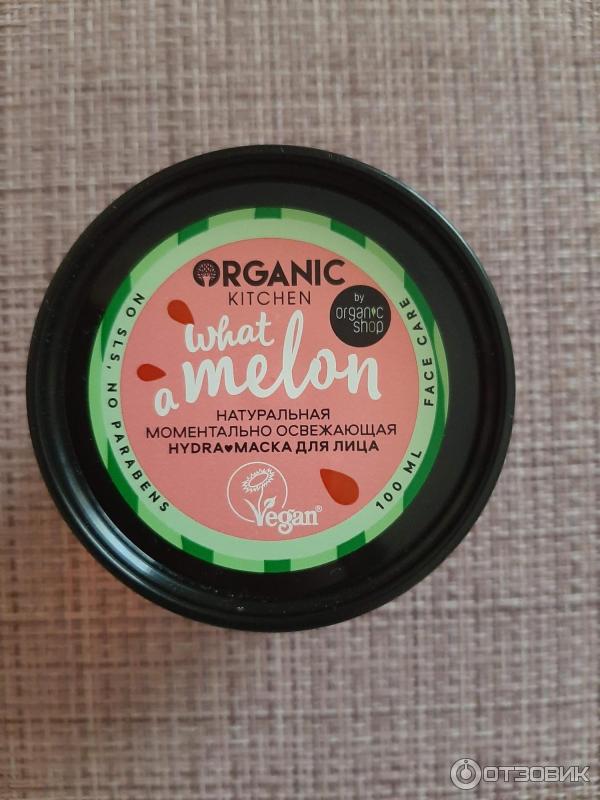 ORGANIC
KITCHEN
by
organic
shop
what
a melon
НАТУРАЛЬНАЯ
МОМЕНТАЛЬНО ОСВЕЖАЮЩАЯ
HYDRA♥МАСКА ДЛЯ ЛИЦА
Vegan®
NO SLS, NO PARABENS
100 ML FACE CARE
ОТЗОВИК